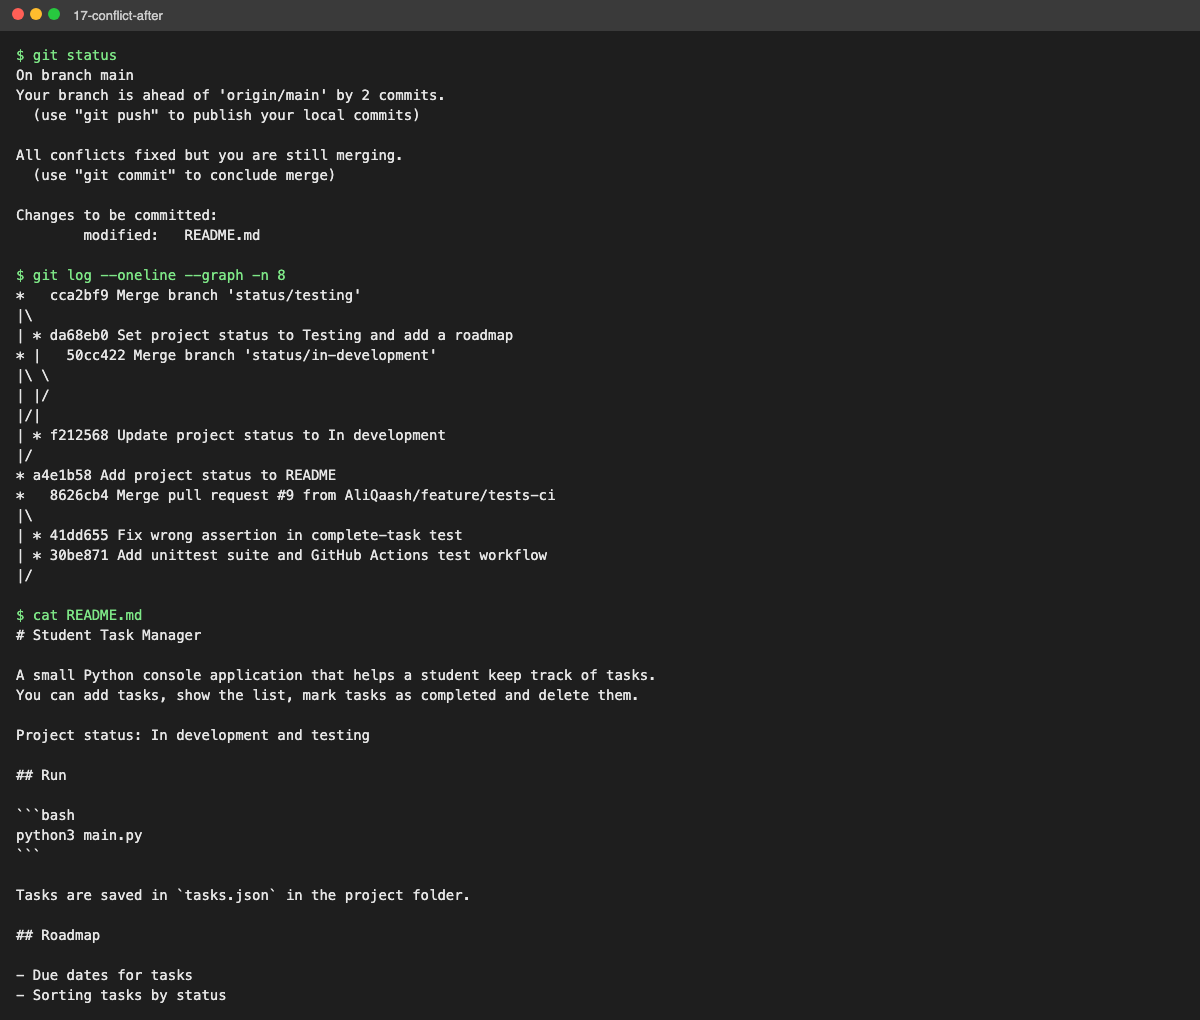 17-conflict-after
$ git status
On branch main
Your branch is ahead of 'origin/main' by 2 commits.
  (use "git push" to publish your local commits)

All conflicts fixed but you are still merging.
  (use "git commit" to conclude merge)

Changes to be committed:
        modified:   README.md

$ git log --oneline --graph -n 8
*   cca2bf9 Merge branch 'status/testing'
|\
| * da68eb0 Set project status to Testing and add a roadmap
* |   50cc422 Merge branch 'status/in-development'
|\ \
| |/
|/|
| * f212568 Update project status to In development
|/
* a4e1b58 Add project status to README
*   8626cb4 Merge pull request #9 from AliQaash/feature/tests-ci
|\
| * 41dd655 Fix wrong assertion in complete-task test
| * 30be871 Add unittest suite and GitHub Actions test workflow
|/

$ cat README.md
# Student Task Manager

A small Python console application that helps a student keep track of tasks.
You can add tasks, show the list, mark tasks as completed and delete them.

Project status: In development and testing

## Run

```bash
python3 main.py
```

Tasks are saved in `tasks.json` in the project folder.

## Roadmap

- Due dates for tasks
- Sorting tasks by status